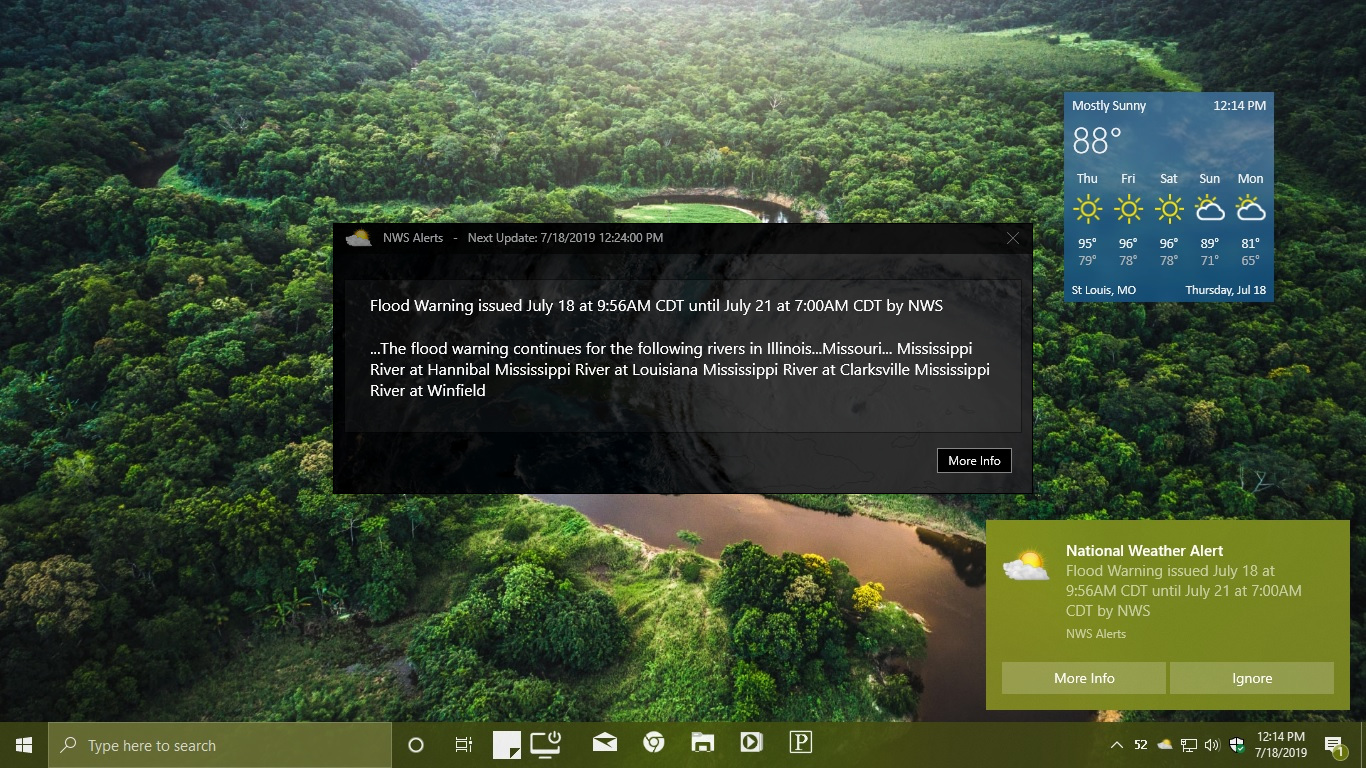 Mostly Sunny 12:14 PM
88°
Thu Fri Sat Sun Mon
95° 96° 96° 89° 81°
79° 78° 78° 71° 65°
St Louis, MO Thursday, Jul 18
NWS Alerts - Next Update: 7/18/2019 12:24:00 PM
Flood Warning issued July 18 at 9:56AM CDT until July 21 at 7:00AM CDT by NWS
...The flood warning continues for the following rivers in Illinois...Missouri... Mississippi
River at Hannibal Mississippi River at Louisiana Mississippi River at Clarksville Mississippi
River at Winfield
More Info
National Weather Alert
Flood Warning issued July 18 at
9:56AM CDT until July 21 at 7:00AM
CDT by NWS
NWS Alerts
More Info Ignore
Type here to search
P
52
12:14 PM
7/18/2019
1